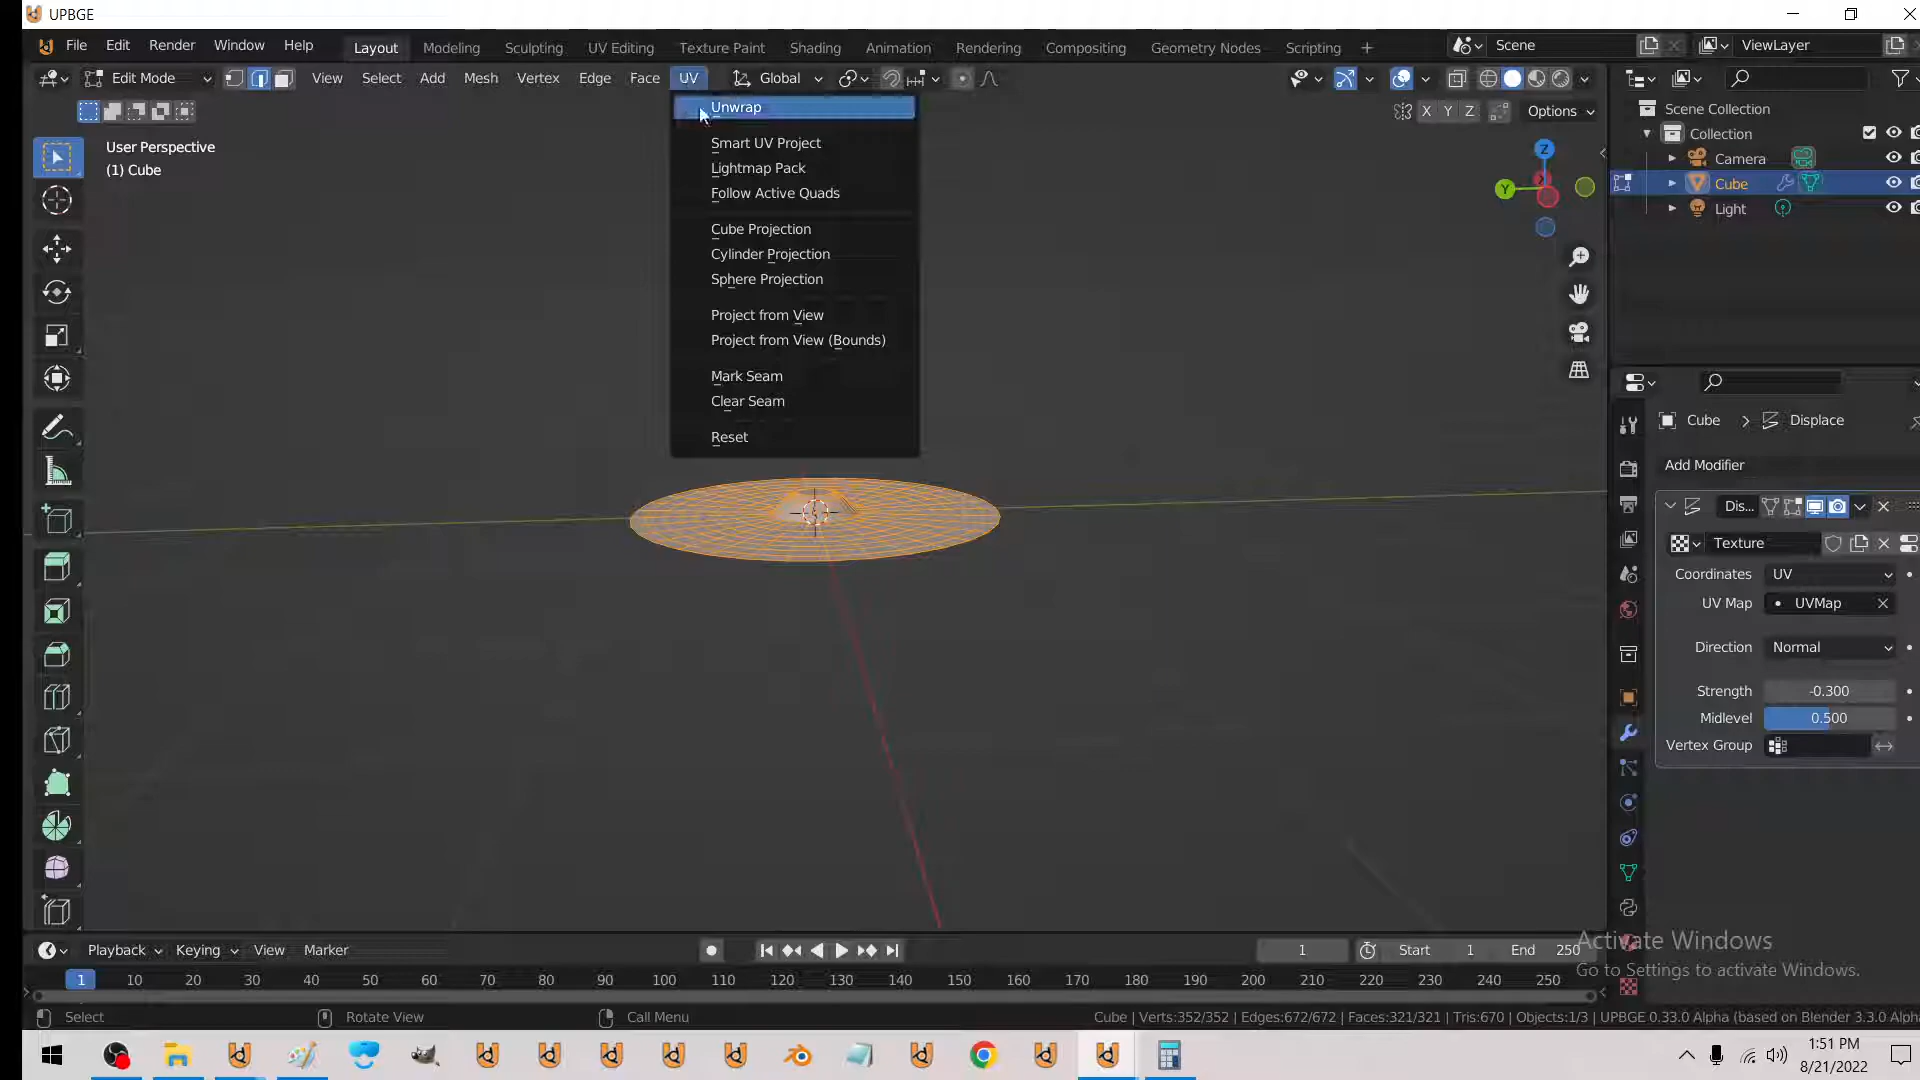 UPBGE
File Edit Render Window Help Layout Modeling Sculpting UV Editing Texture Paint Shading Animation Rendering Compositing Geometry Nodes Scripting + Scene ViewLayer
Edit Mode View Select Add Mesh Vertex Edge Face UV Global
X Y Z Options
User Perspective
(1) Cube
Unwrap
Smart UV Project
Lightmap Pack
Follow Active Quads
Cube Projection
Cylinder Projection
Sphere Projection
Project from View
Project from View (Bounds)
Mark Seam
Clear Seam
Reset
Z
Y
Scene Collection
Collection
Camera
Cube
Light
Cube > Displace
Add Modifier
Dis...
Texture
Coordinates UV
UV Map UVMap
Direction Normal
Strength -0.300
Midlevel 0.500
Vertex Group
Activate Windows
Go to Settings to activate Windows.
Playback Keying View Marker 1 Start 1 End 250
1 10 20 30 40 50 60 70 80 90 100 110 120 130 140 150 160 170 180 190 200 210 220 230 240 250
Select Rotate View Call Menu Cube | Verts:352/352 | Edges:672/672 | Faces:321/321 | Tris:670 | Objects:1/3 | UPBGE 0.33.0 Alpha (based on Blender 3.3.0 Alpha
1:51 PM
8/21/2022